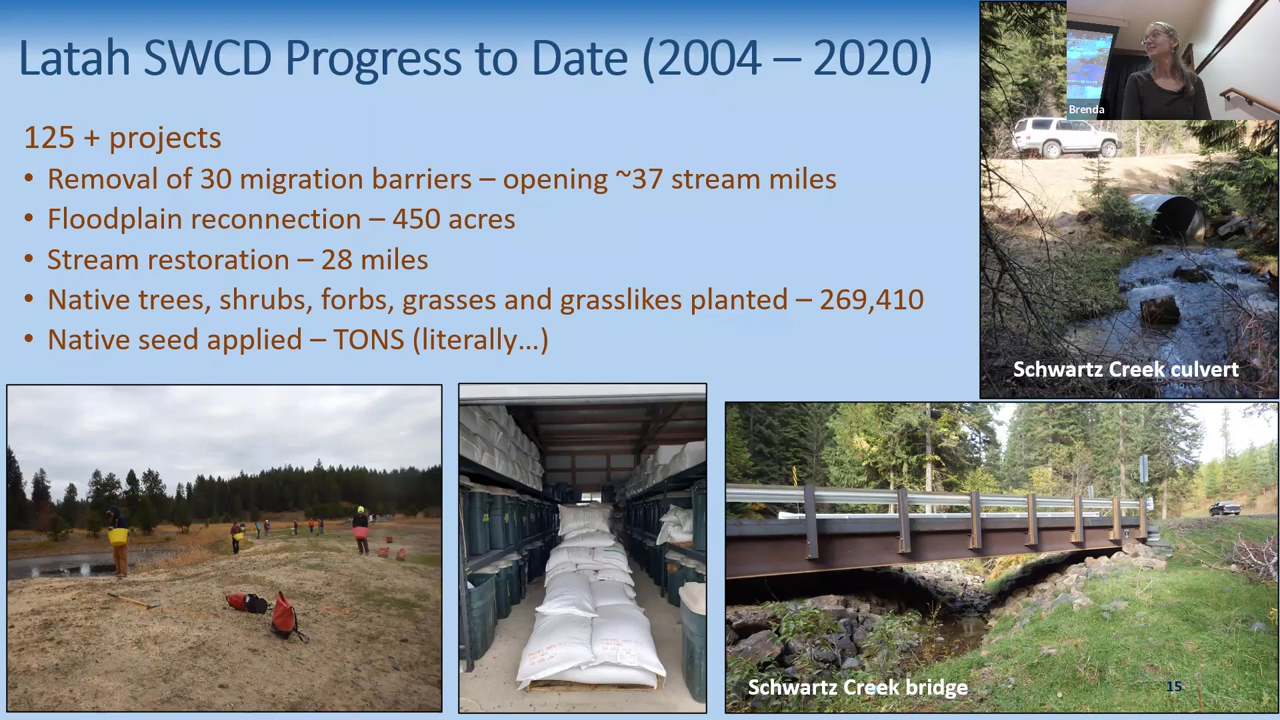 Latah SWCD Progress to Date (2004 – 2020)
125 + projects
• Removal of 30 migration barriers – opening ~37 stream miles
• Floodplain reconnection – 450 acres
• Stream restoration – 28 miles
• Native trees, shrubs, forbs, grasses and grasslikes planted – 269,410
• Native seed applied – TONS (literally…)
Brenda
Schwartz Creek culvert
Schwartz Creek bridge
15